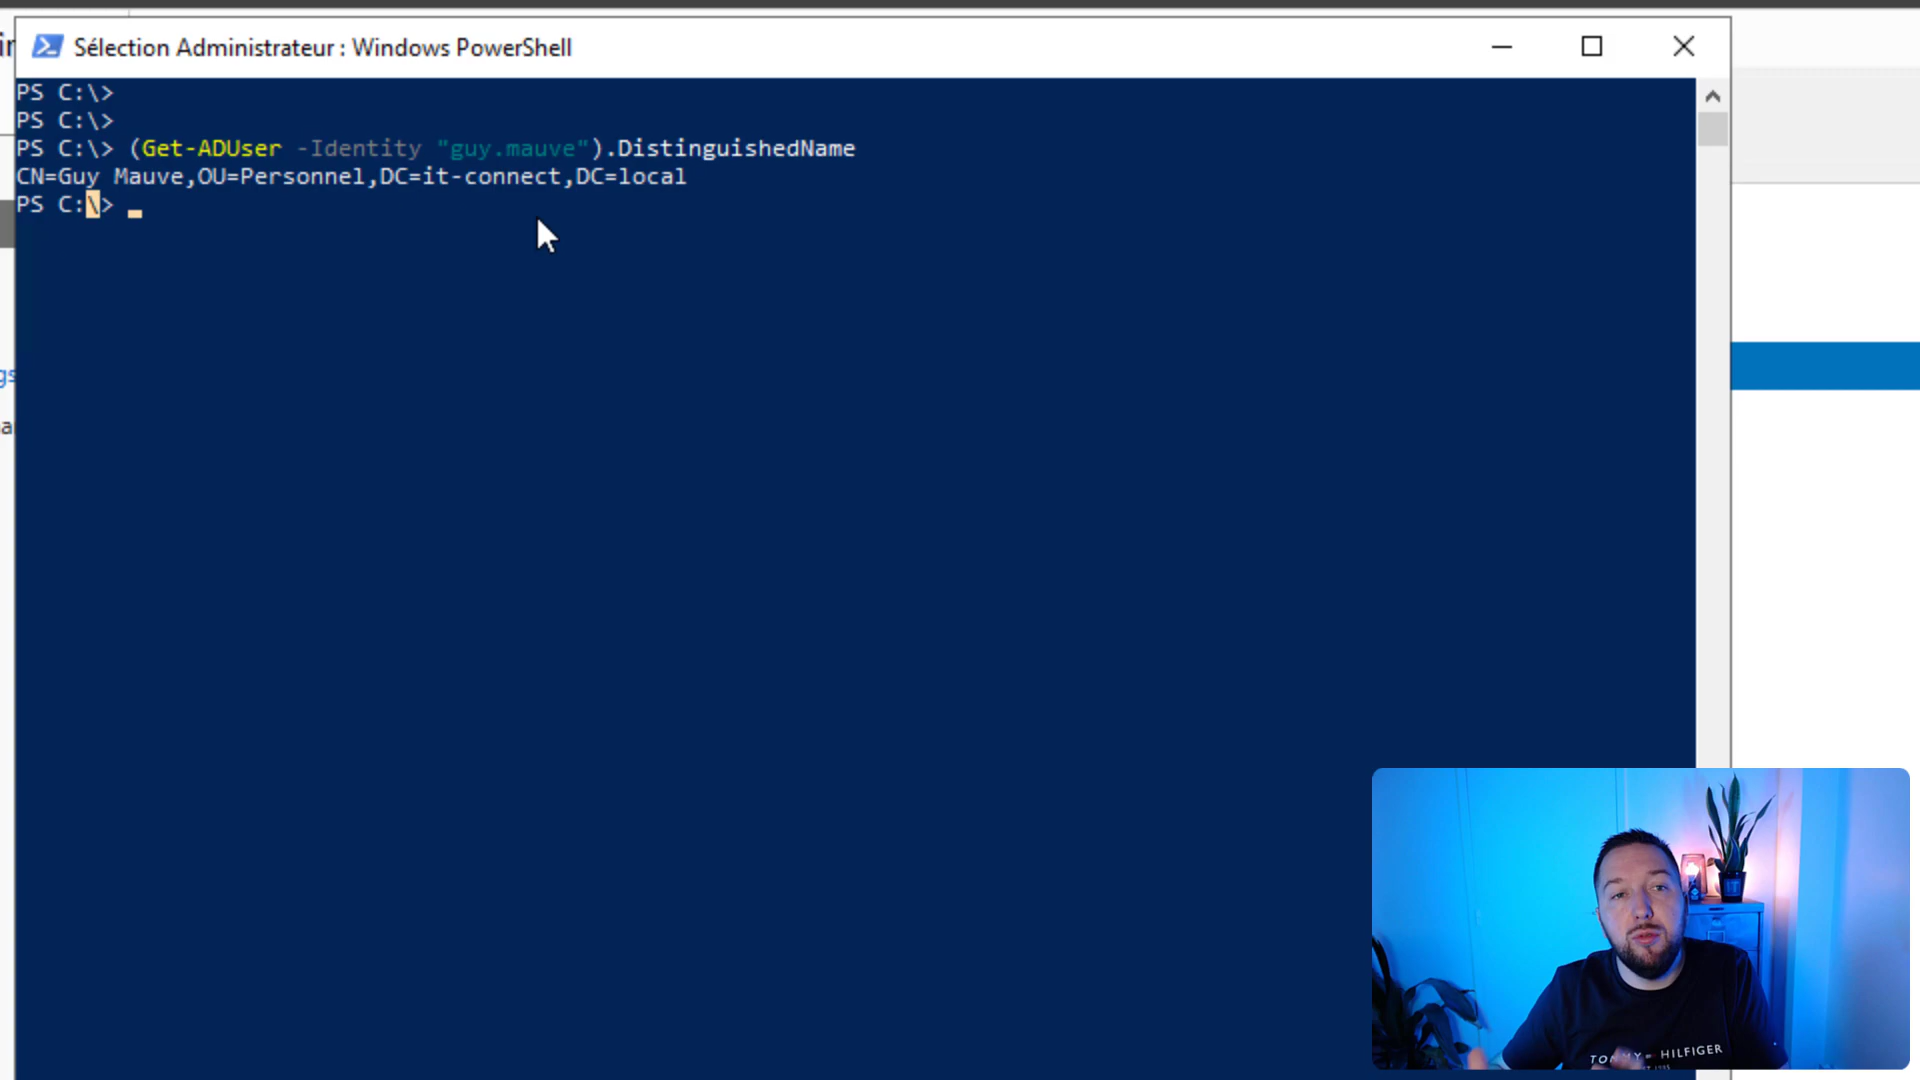 Sélection Administrateur : Windows PowerShell
PS C:\>
PS C:\>
PS C:\> (Get-ADUser -Identity "guy.mauve").DistinguishedName
CN=Guy Mauve,OU=Personnel,DC=it-connect,DC=local
PS C:\>
TOMMY HILFIGER